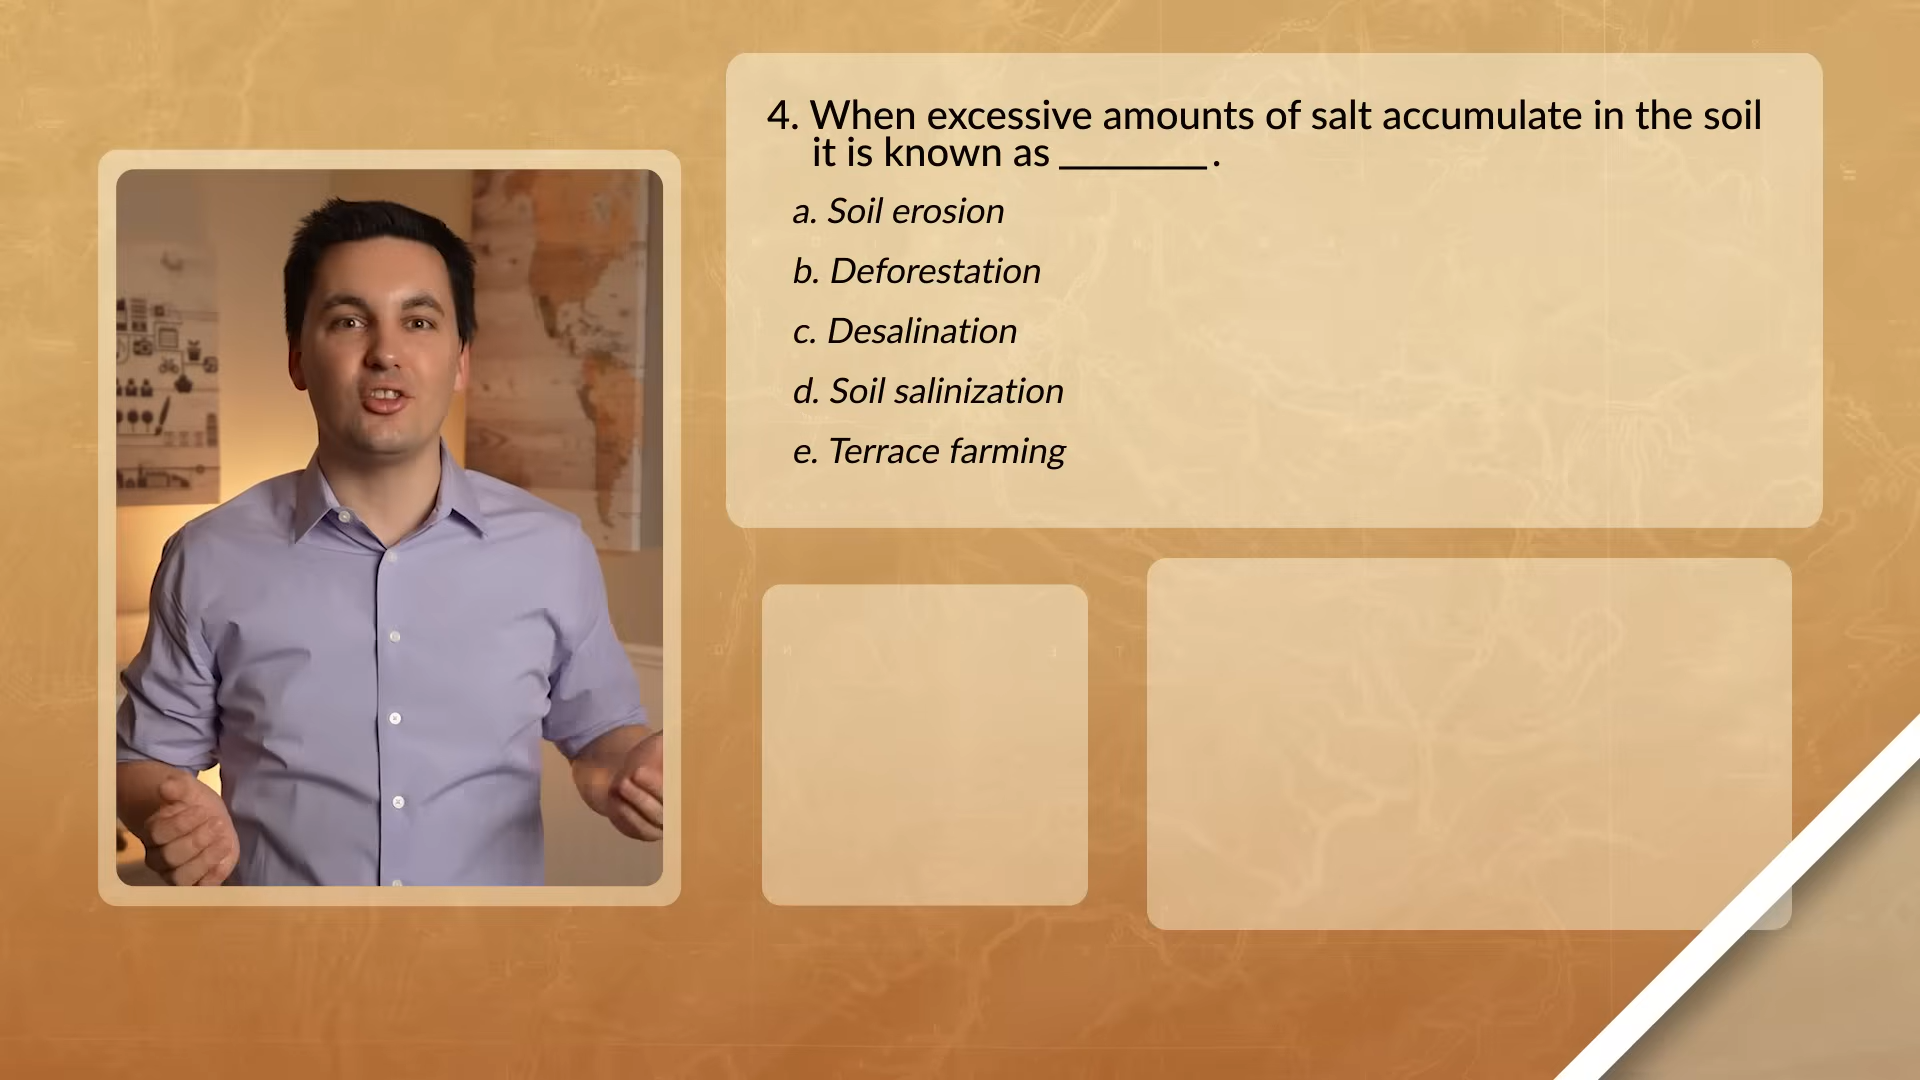 4. When excessive amounts of salt accumulate in the soil
it is known as ________.
a. Soil erosion
b. Deforestation
c. Desalination
d. Soil salinization
e. Terrace farming